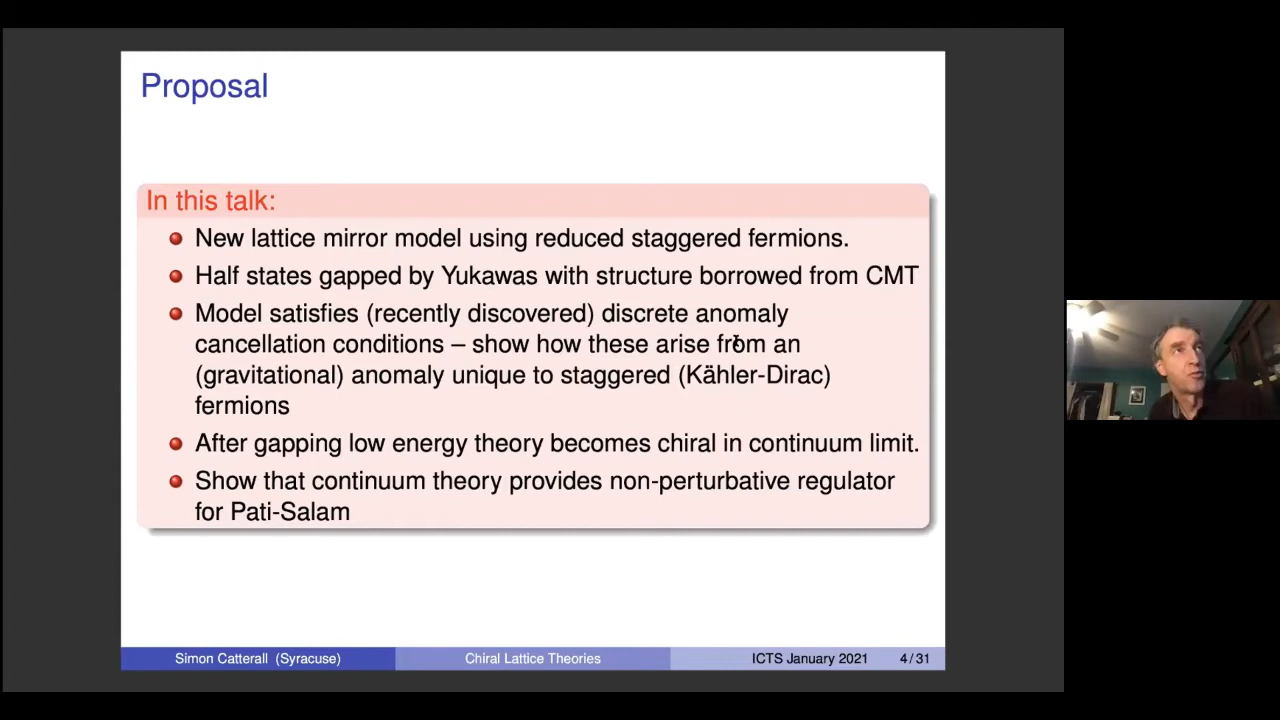 Proposal
In this talk:
New lattice mirror model using reduced staggered fermions.
Half states gapped by Yukawas with structure borrowed from CMT
Model satisfies (recently discovered) discrete anomaly
cancellation conditions – show how these arise from an
(gravitational) anomaly unique to staggered (Kähler-Dirac)
fermions
After gapping low energy theory becomes chiral in continuum limit.
Show that continuum theory provides non-perturbative regulator
for Pati-Salam
Simon Catterall (Syracuse) Chiral Lattice Theories ICTS January 2021 4 / 31